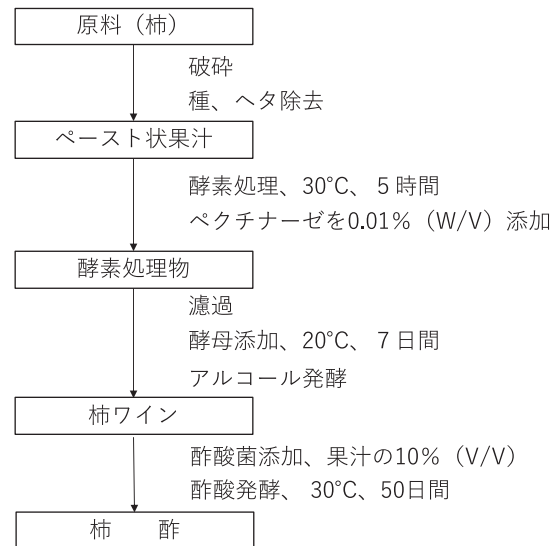 原料（柿）
破砕
種、ヘタ除去
ペースト状果汁
酵素処理、30°C、５時間
ペクチナーゼを0.01%（W/V）添加
酵素処理物
濾過
酵母添加、20°C、７日間
アルコール発酵
柿ワイン
酢酸菌添加、果汁の10%（V/V）
酢酸発酵、 30°C、50日間
柿　　酢